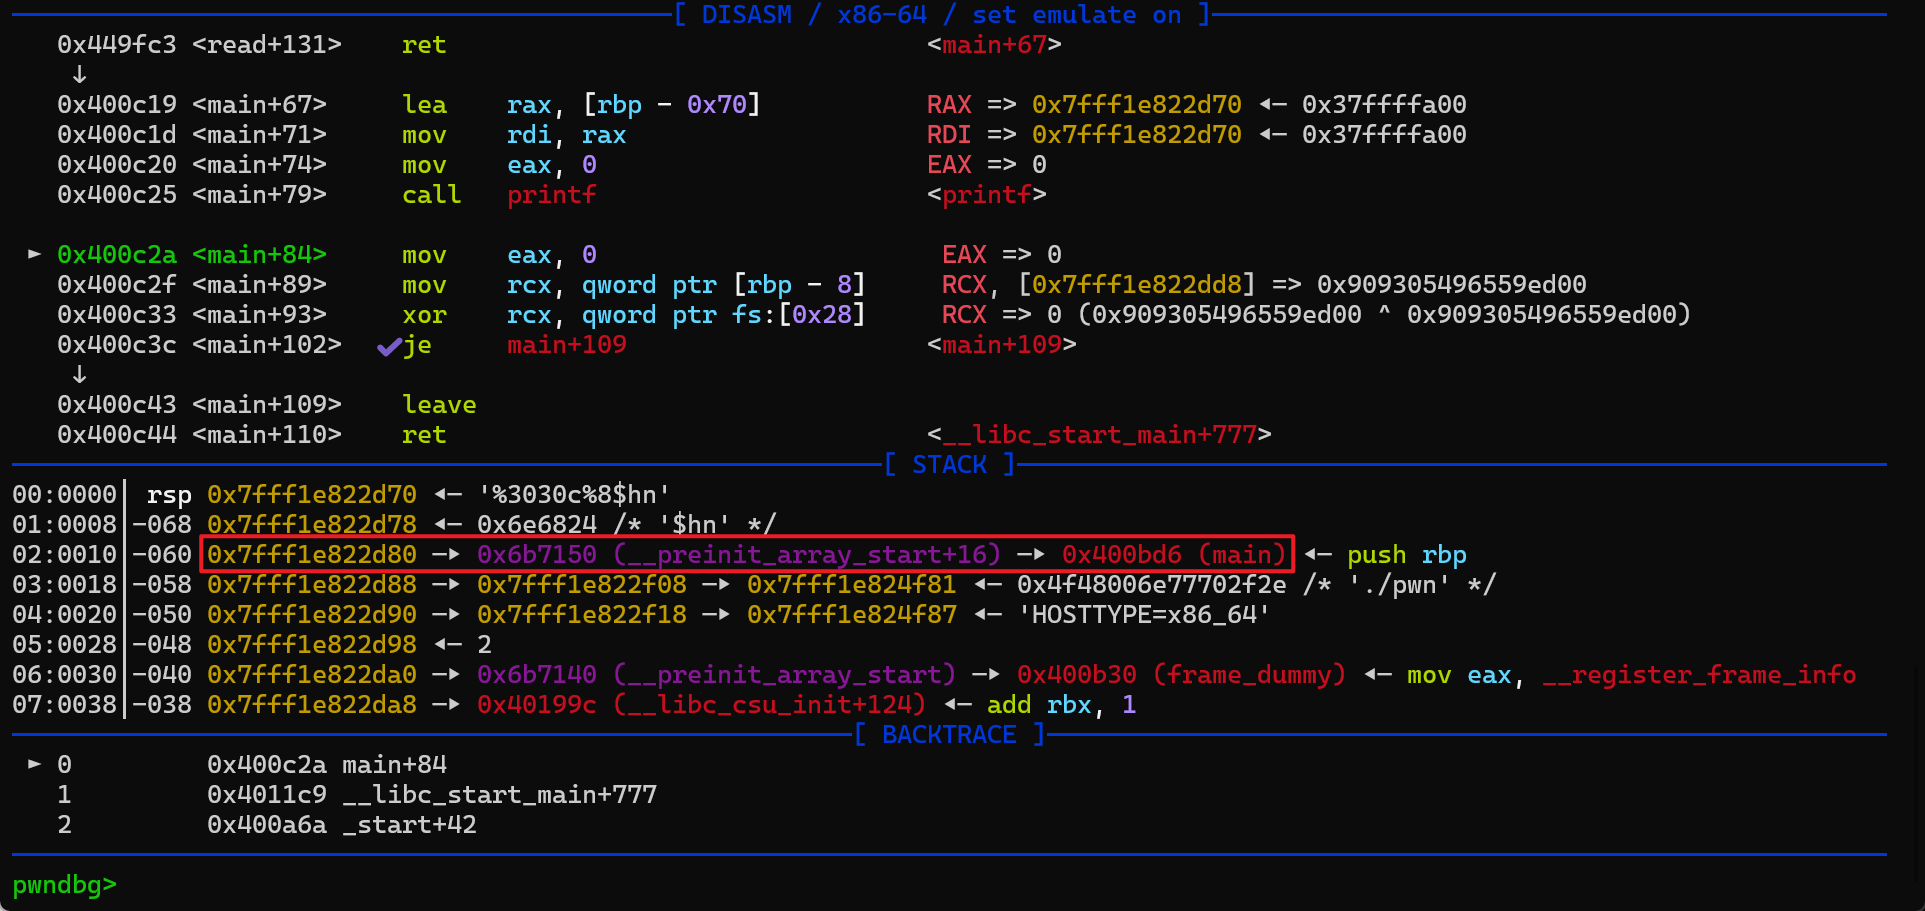 [ DISASM / x86-64 / set emulate on ]
0x449fc3 <read+131> ret <main+67>
↓
0x400c19 <main+67> lea rax, [rbp - 0x70] RAX => 0x7fff1e822d70 ◂— 0x37ffffa00
0x400c1d <main+71> mov rdi, rax RDI => 0x7fff1e822d70 ◂— 0x37ffffa00
0x400c20 <main+74> mov eax, 0 EAX => 0
0x400c25 <main+79> call printf <printf>
► 0x400c2a <main+84> mov eax, 0 EAX => 0
0x400c2f <main+89> mov rcx, qword ptr [rbp - 8] RCX, [0x7fff1e822dd8] => 0x909305496559ed00
0x400c33 <main+93> xor rcx, qword ptr fs:[0x28] RCX => 0 (0x909305496559ed00 ^ 0x909305496559ed00)
0x400c3c <main+102> ✔je main+109 <main+109>
↓
0x400c43 <main+109> leave
0x400c44 <main+110> ret <__libc_start_main+777>
[ STACK ]
00:0000│ rsp 0x7fff1e822d70 ◂— '%3030c%8$hn'
01:0008│-068 0x7fff1e822d78 ◂— 0x6e6824 /* '$hn' */
02:0010│-060 0x7fff1e822d80 —▸ 0x6b7150 (__preinit_array_start+16) —▸ 0x400bd6 (main) ◂— push rbp
03:0018│-058 0x7fff1e822d88 —▸ 0x7fff1e822f08 —▸ 0x7fff1e824f81 ◂— 0x4f48006e77702f2e /* './pwn' */
04:0020│-050 0x7fff1e822d90 —▸ 0x7fff1e822f18 —▸ 0x7fff1e824f87 ◂— 'HOSTTYPE=x86_64'
05:0028│-048 0x7fff1e822d98 ◂— 2
06:0030│-040 0x7fff1e822da0 —▸ 0x6b7140 (__preinit_array_start) —▸ 0x400b30 (frame_dummy) ◂— mov eax, __register_frame_info
07:0038│-038 0x7fff1e822da8 —▸ 0x40199c (__libc_csu_init+124) ◂— add rbx, 1
[ BACKTRACE ]
► 0 0x400c2a main+84
1 0x4011c9 __libc_start_main+777
2 0x400a6a _start+42
pwndbg>